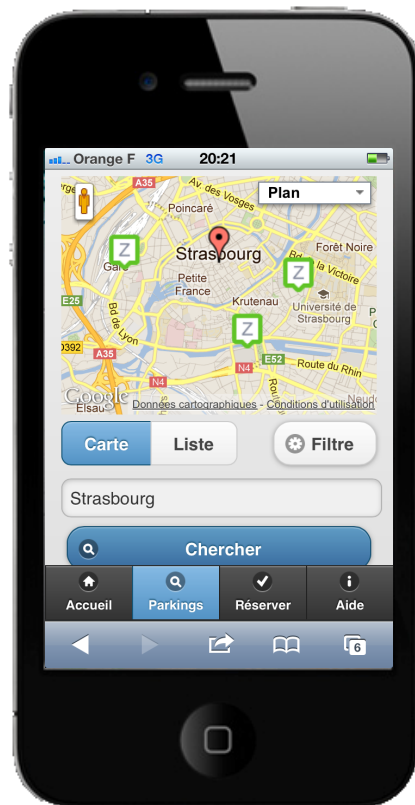 Orange F 3G 20:21
A35
Av. des Vosges
Plan
Poincaré
Strasbourg
Forêt Noire
Z
Gare
Z
la Victoire
Petite
France
Krutenau
Université de
Strasbourg
E25
Bd de Lyon
Z
D392
A35
E52
N4
Route du Rhin
N4
Google
Elsau
Données cartographiques - Conditions d'utilisation
Carte
Liste
Filtre
Strasbourg
Chercher
Accueil
Parkings
Réserver
Aide
6